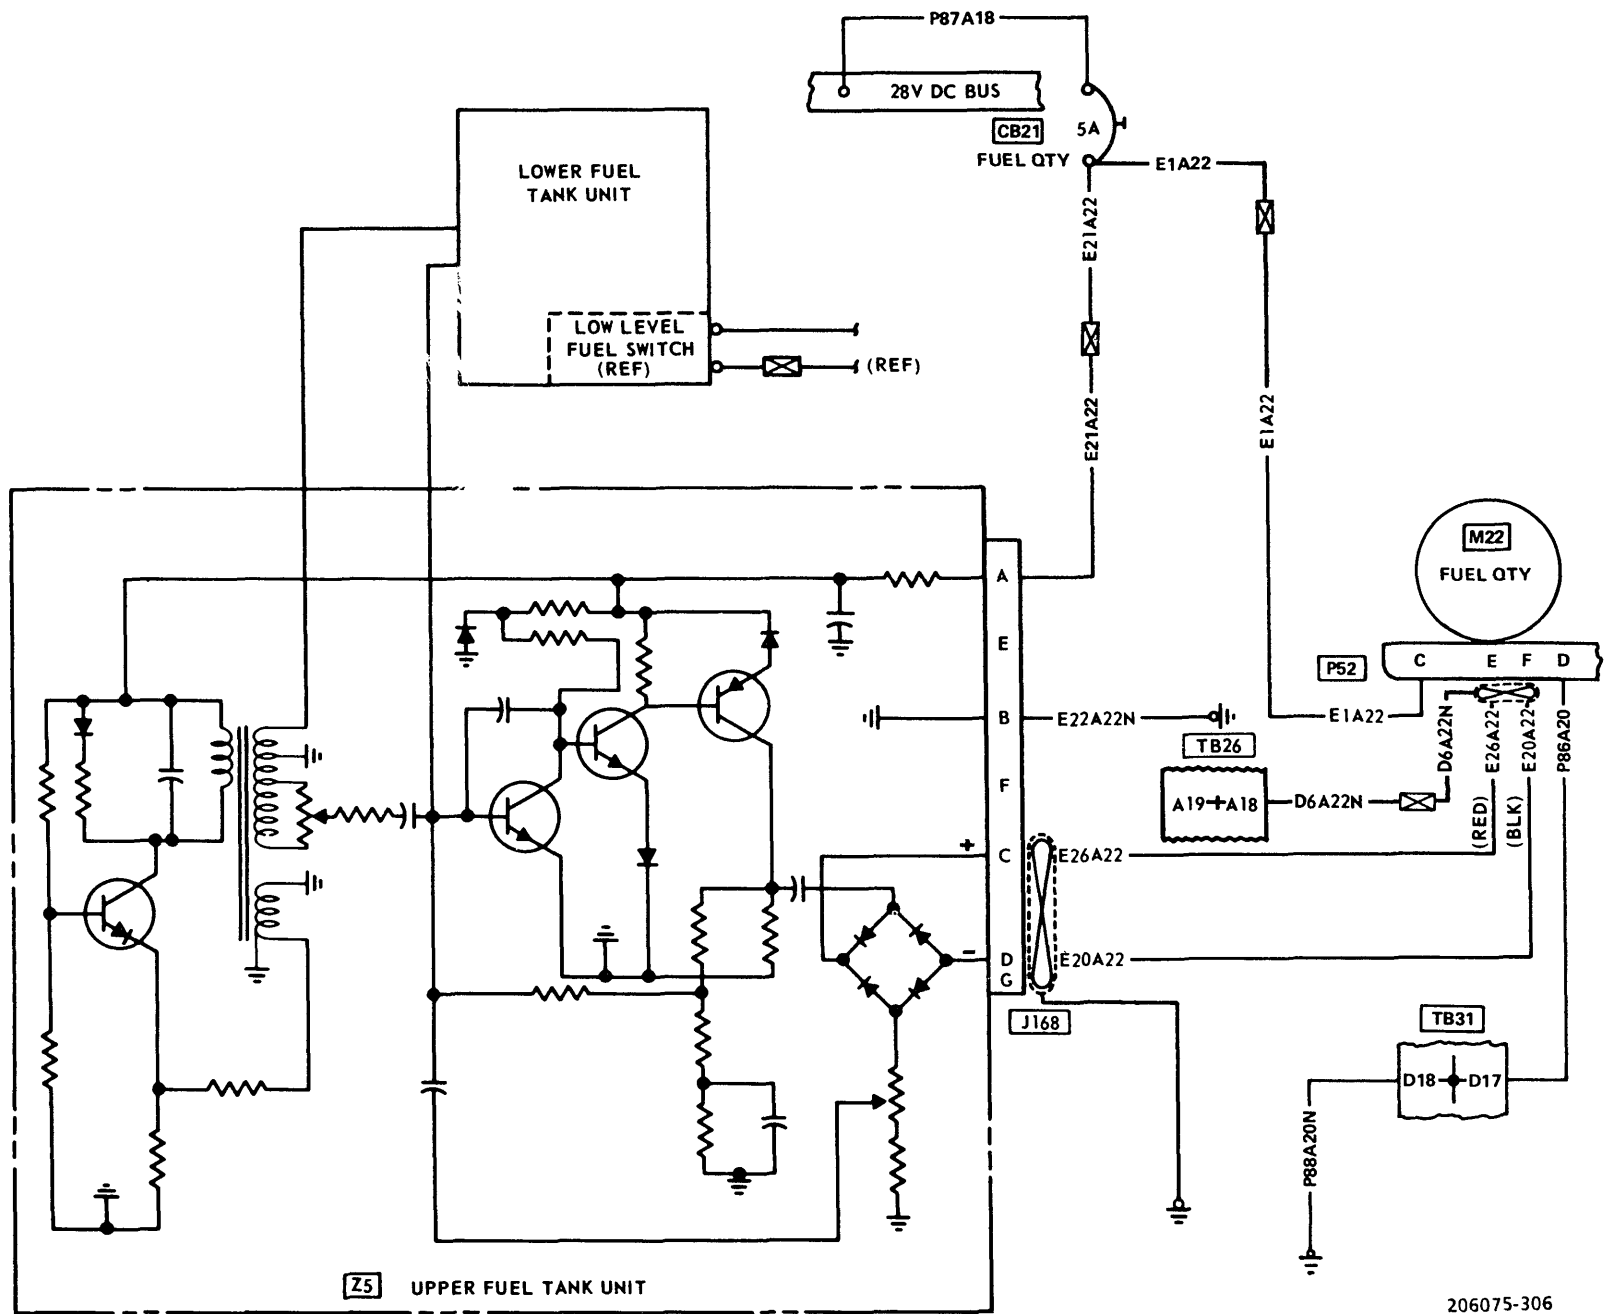 P87A18
28V DC BUS
CB21
5A
FUEL QTY
E1A22
E21A22
LOWER FUEL
TANK UNIT
LOW LEVEL
FUEL SWITCH
(REF)
(REF)
E21A22
E1A22
M22
FUEL QTY
A
E
B
F
+
C
-
D
G
P52
C
E
F
D
E1A22
E22A22N
TB26
A19
A18
D6A22N
D6A22N
E26A22
(RED)
E20A22
(BLK)
P86A20
E26A22
E20A22
J168
TB31
D18
D17
P88A20N
Z5
UPPER FUEL TANK UNIT
206075-306